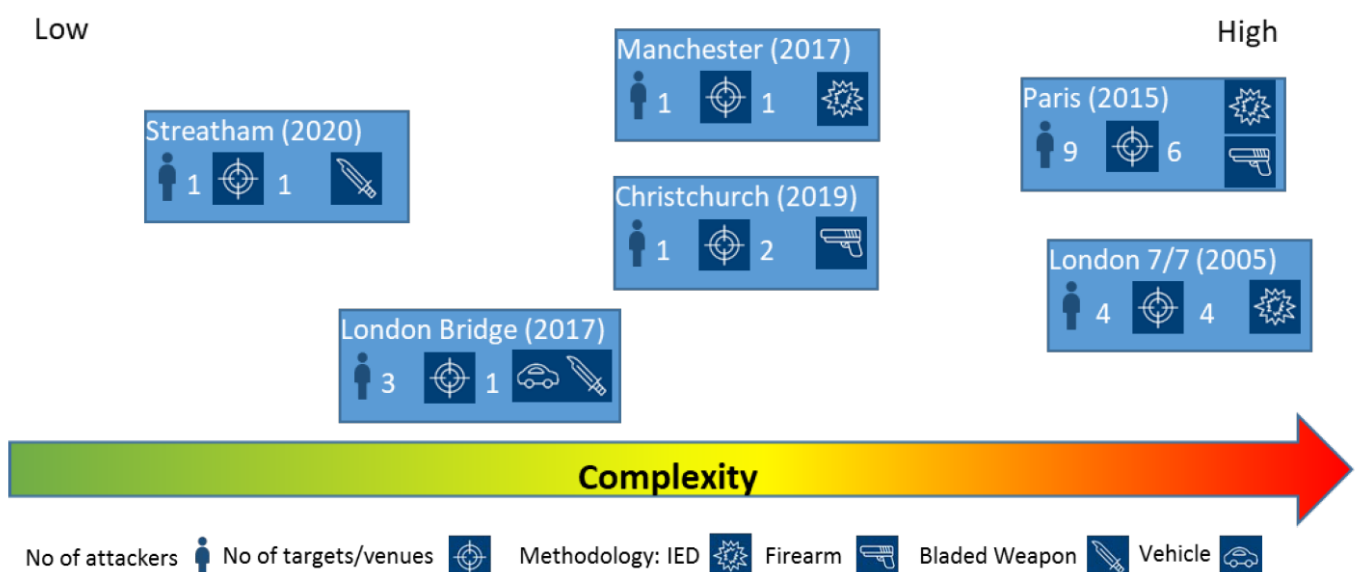 Low
High
Manchester (2017)
1 1
Paris (2015)
9 6
Streatham (2020)
1 1
Christchurch (2019)
1 2
London 7/7 (2005)
4 4
London Bridge (2017)
3 1
Complexity
No of attackers No of targets/venues Methodology: IED Firearm Bladed Weapon Vehicle